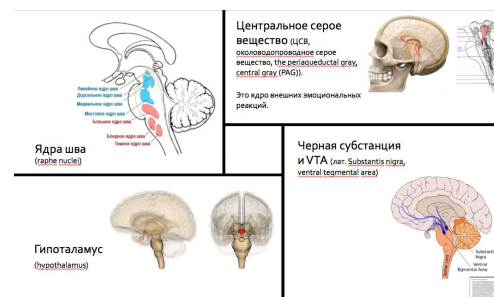 Линейное ядро шва
Дорсальное ядро шва
Медиальное ядро шва
Мостовое ядро шва
Большое ядро шва
Бледное ядро шва
Темное ядро шва
Ядра шва
(raphe nuclei)
Центральное серое
вещество (ЦСВ,
околоводопроводное серое
вещество, the periaqueductal gray,
central gray (PAG)).
Это ядро внешних эмоциональных
реакций.
Гипоталамус
(hypothalamus)
Черная субстанция
и VTA (лат. Substantis nigra,
ventral tegmental area)
Substantia
Nigra
Ventral
Tegmental Area